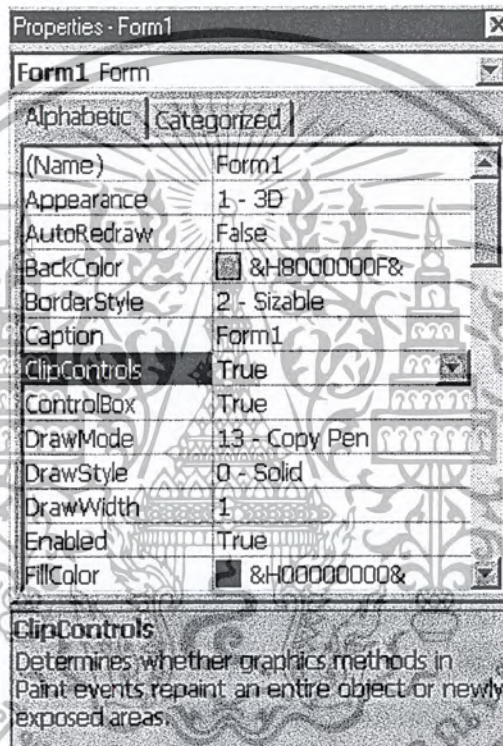 Properties - Form1
Form1 Form
Alphabetic Categorized
(Name) Form1
Appearance 1 - 3D
AutoRedraw False
BackColor &H8000000F&
BorderStyle 2 - Sizable
Caption Form1
ClipControls True
ControlBox True
DrawMode 13 - Copy Pen
DrawStyle 0 - Solid
DrawWidth 1
Enabled True
FillColor &H00000000&
ClipControls
Determines whether graphics methods in
Paint events repaint an entire object or newly
exposed areas.